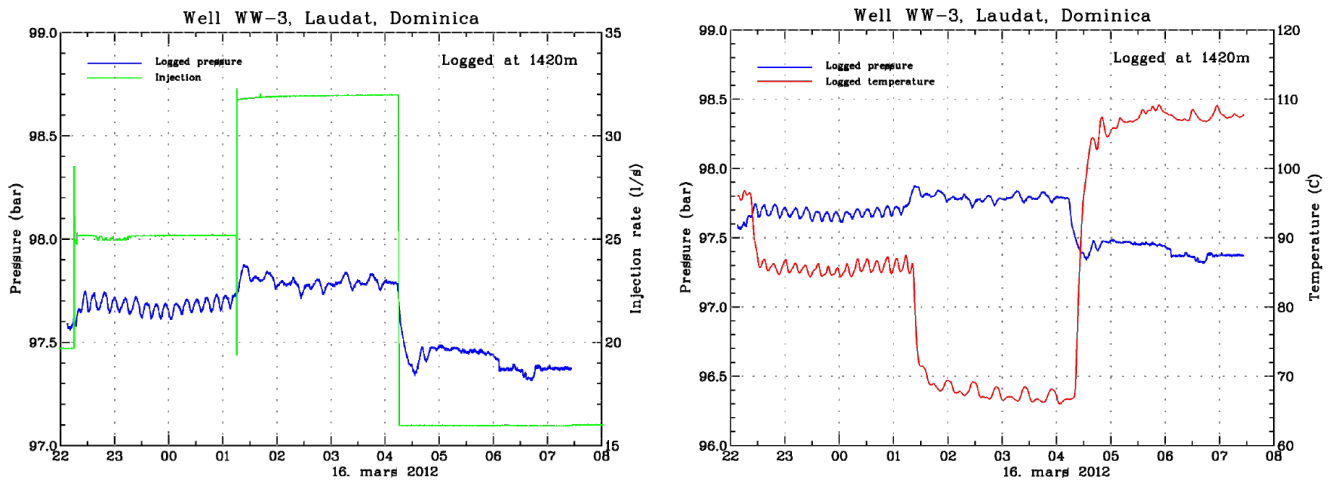 Well WW-3, Laudat, Dominica
99.0
98.5
98.0
97.5
97.0
Pressure (bar)
Logged pressure
Injection
Logged at 1420m
35
30
25
20
15
Injection rate (l/s)
22 23 00 01 02 03 04 05 06 07 08
16. mars 2012
Well WW-3, Laudat, Dominica
99.0
98.5
98.0
97.5
97.0
96.5
96.0
Pressure (bar)
Logged pressure
Logged temperature
Logged at 1420m
120
110
100
90
80
70
60
Temperature (C)
22 23 00 01 02 03 04 05 06 07 08
16. mars 2012